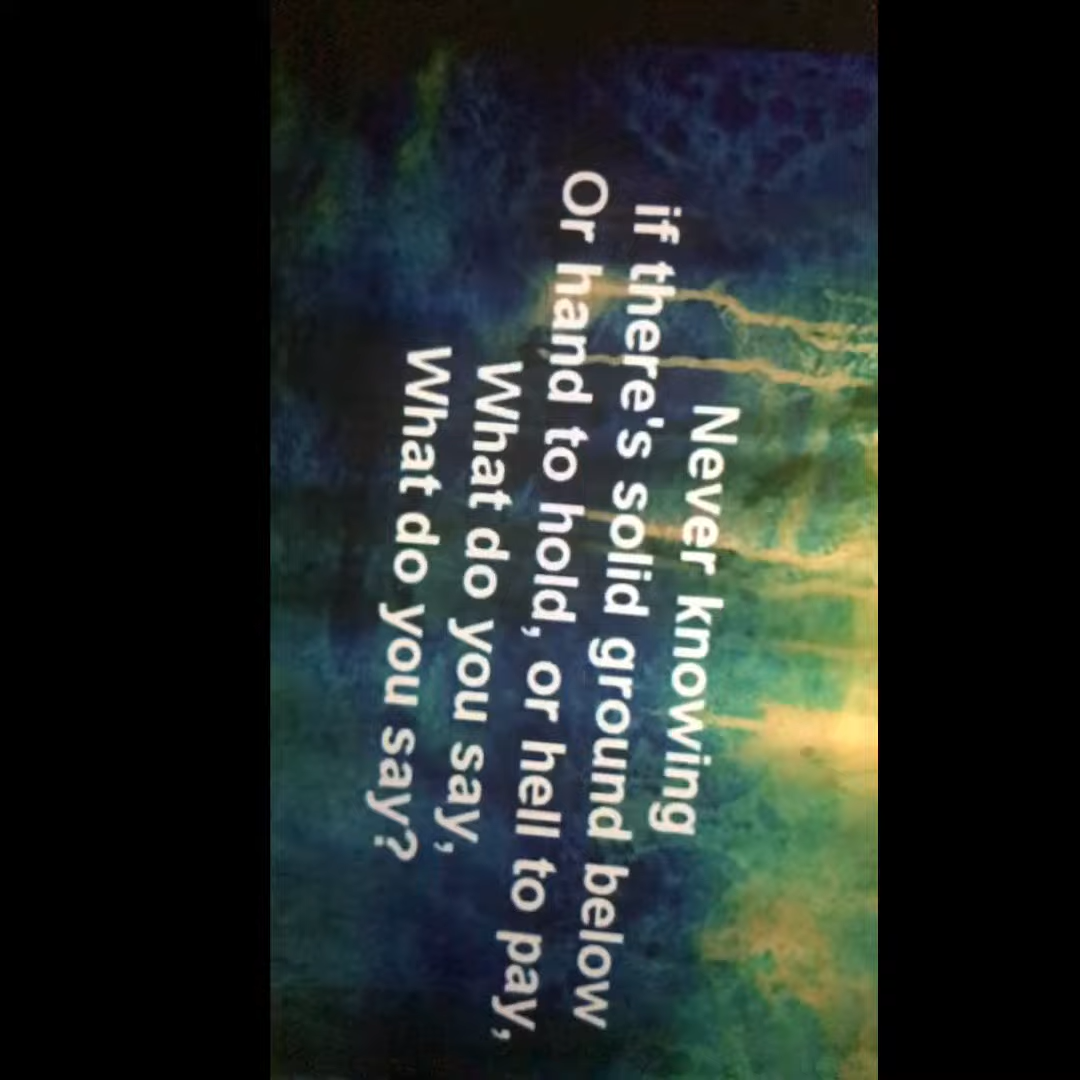 Never knowing
if there's solid ground below
Or hand to hold, or hell to pay,
What do you say,
What do you say?